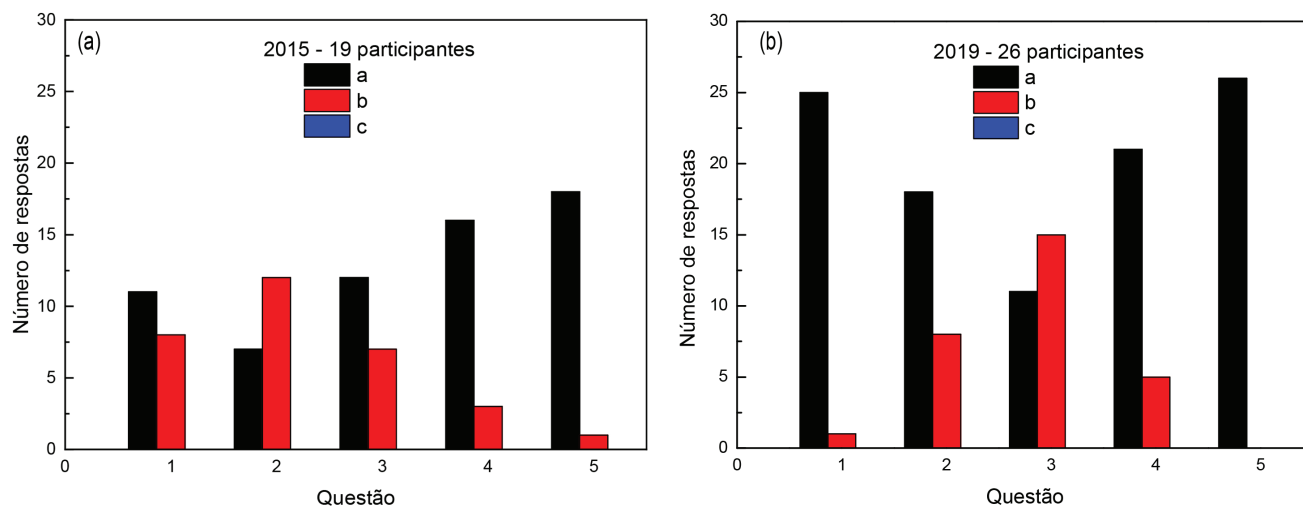 (a)
2015 - 19 participantes
a
b
c
30
25
20
15
10
5
0
Número de respostas
0 1 2 3 4 5
Questão
(b)
2019 - 26 participantes
a
b
c
30
25
20
15
10
5
0
Número de respostas
0 1 2 3 4 5
Questão